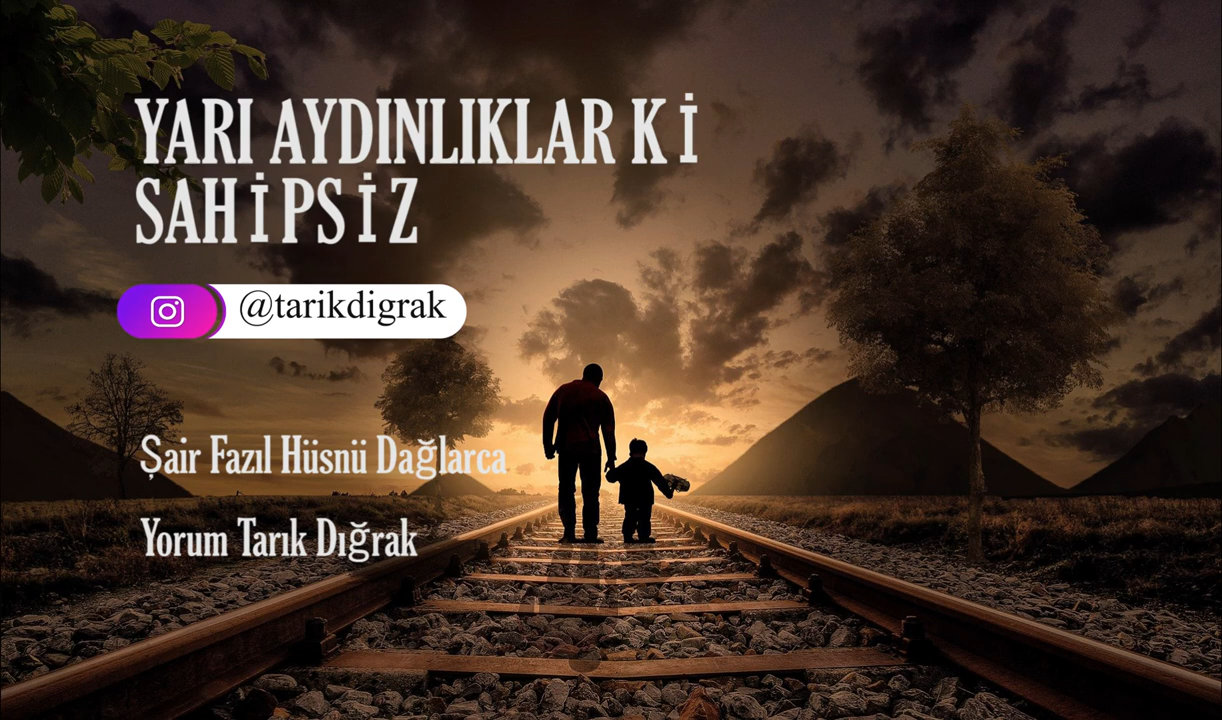 YARI AYDINLIKLAR Kİ
SAHİPSİZ
@tarikdigrak
Şair Fazıl Hüsnü Dağlarca
Yorum Tarık Dığrak